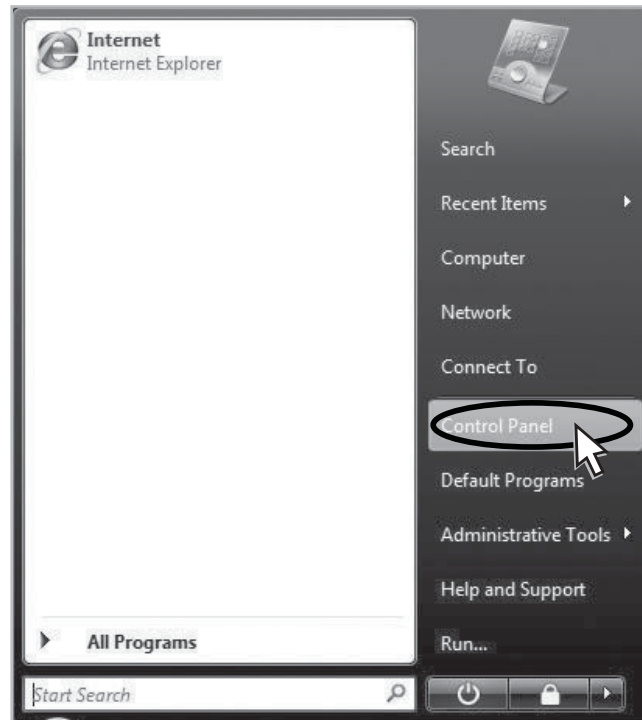 Internet
Internet Explorer
All Programs
Start Search
Search
Recent Items
Computer
Network
Connect To
Control Panel
Default Programs
Administrative Tools
Help and Support
Run...